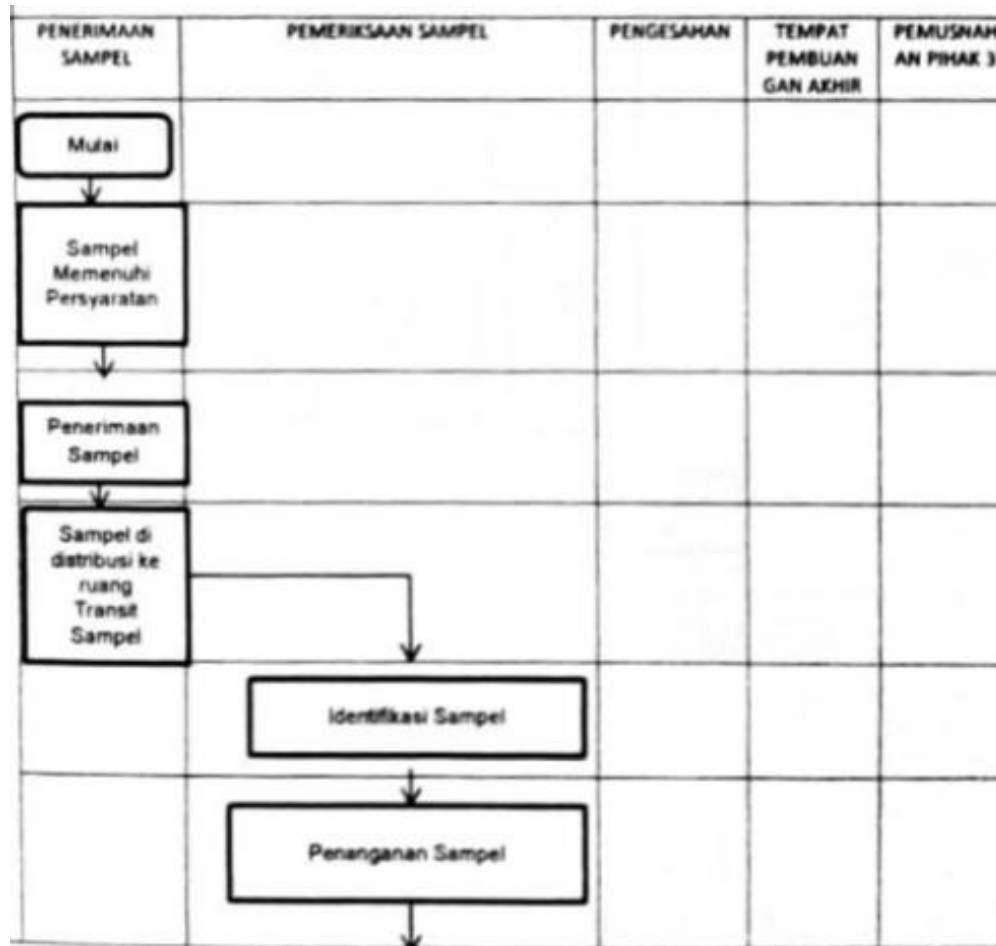 PENERIMAAN
SAMPEL
PEMERIKSAAN SAMPEL
PENGESAHAN
TEMPAT
PEMBUAN
GAN AKHIR
PEMUSNAH
AN PIHAK 3
Mulai
Sampel
Memenuhi
Persyaratan
Penerimaan
Sampel
Sampel di
distribusi ke
ruang
Transit
Sampel
Identifikasi Sampel
Penanganan Sampel